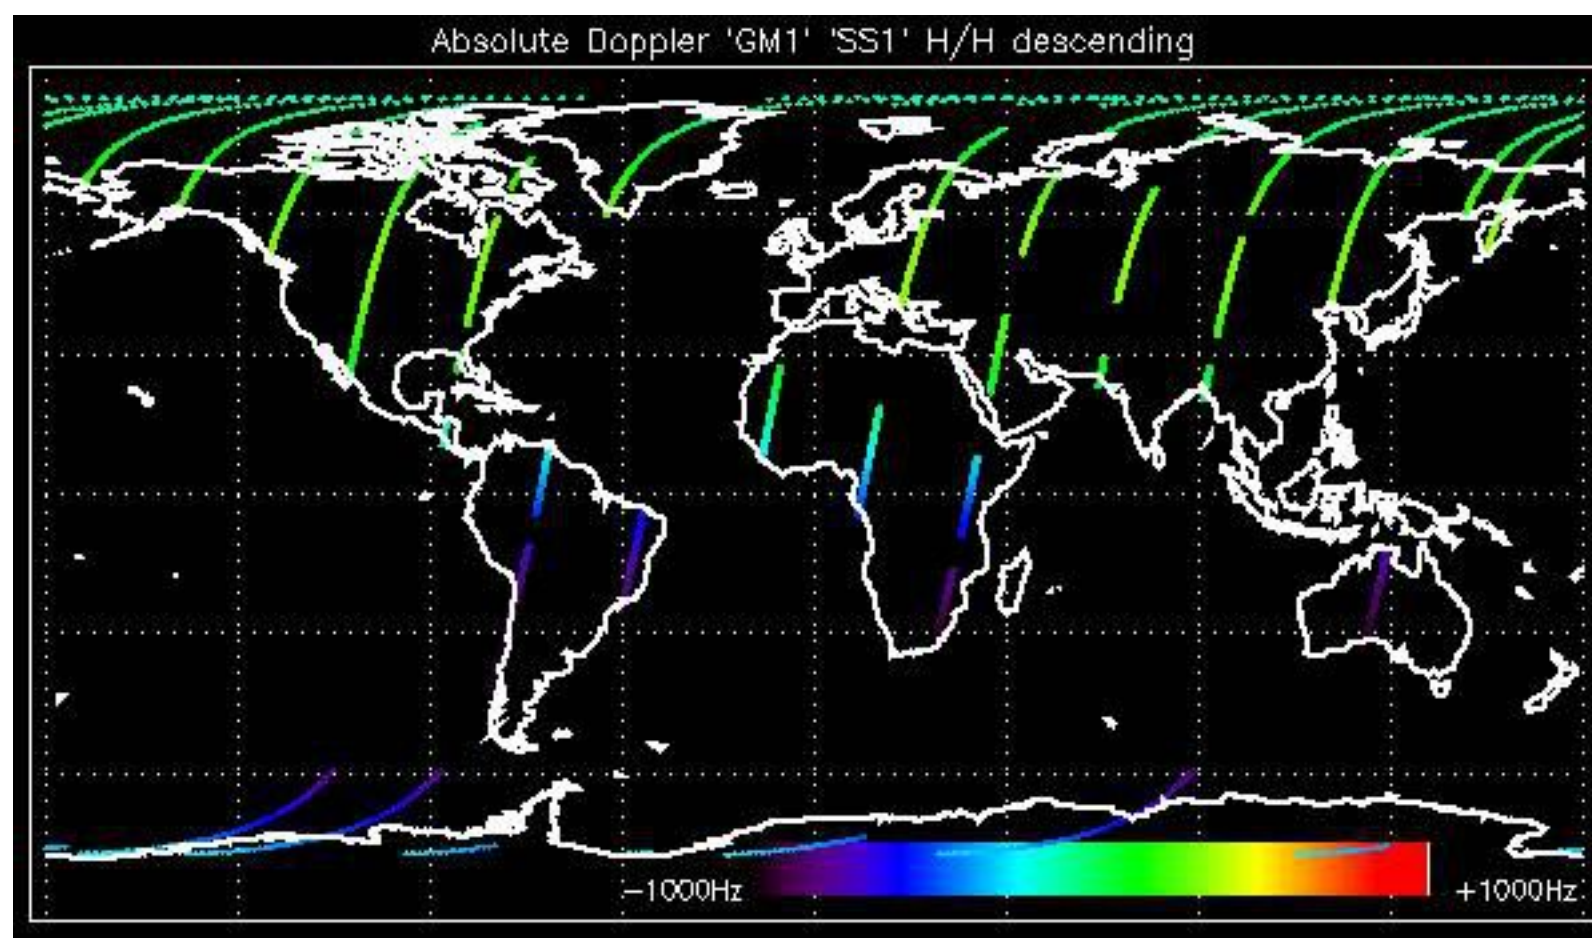 Absolute Doppler 'GM1' 'SS1' H/H descending
-1000Hz +1000Hz